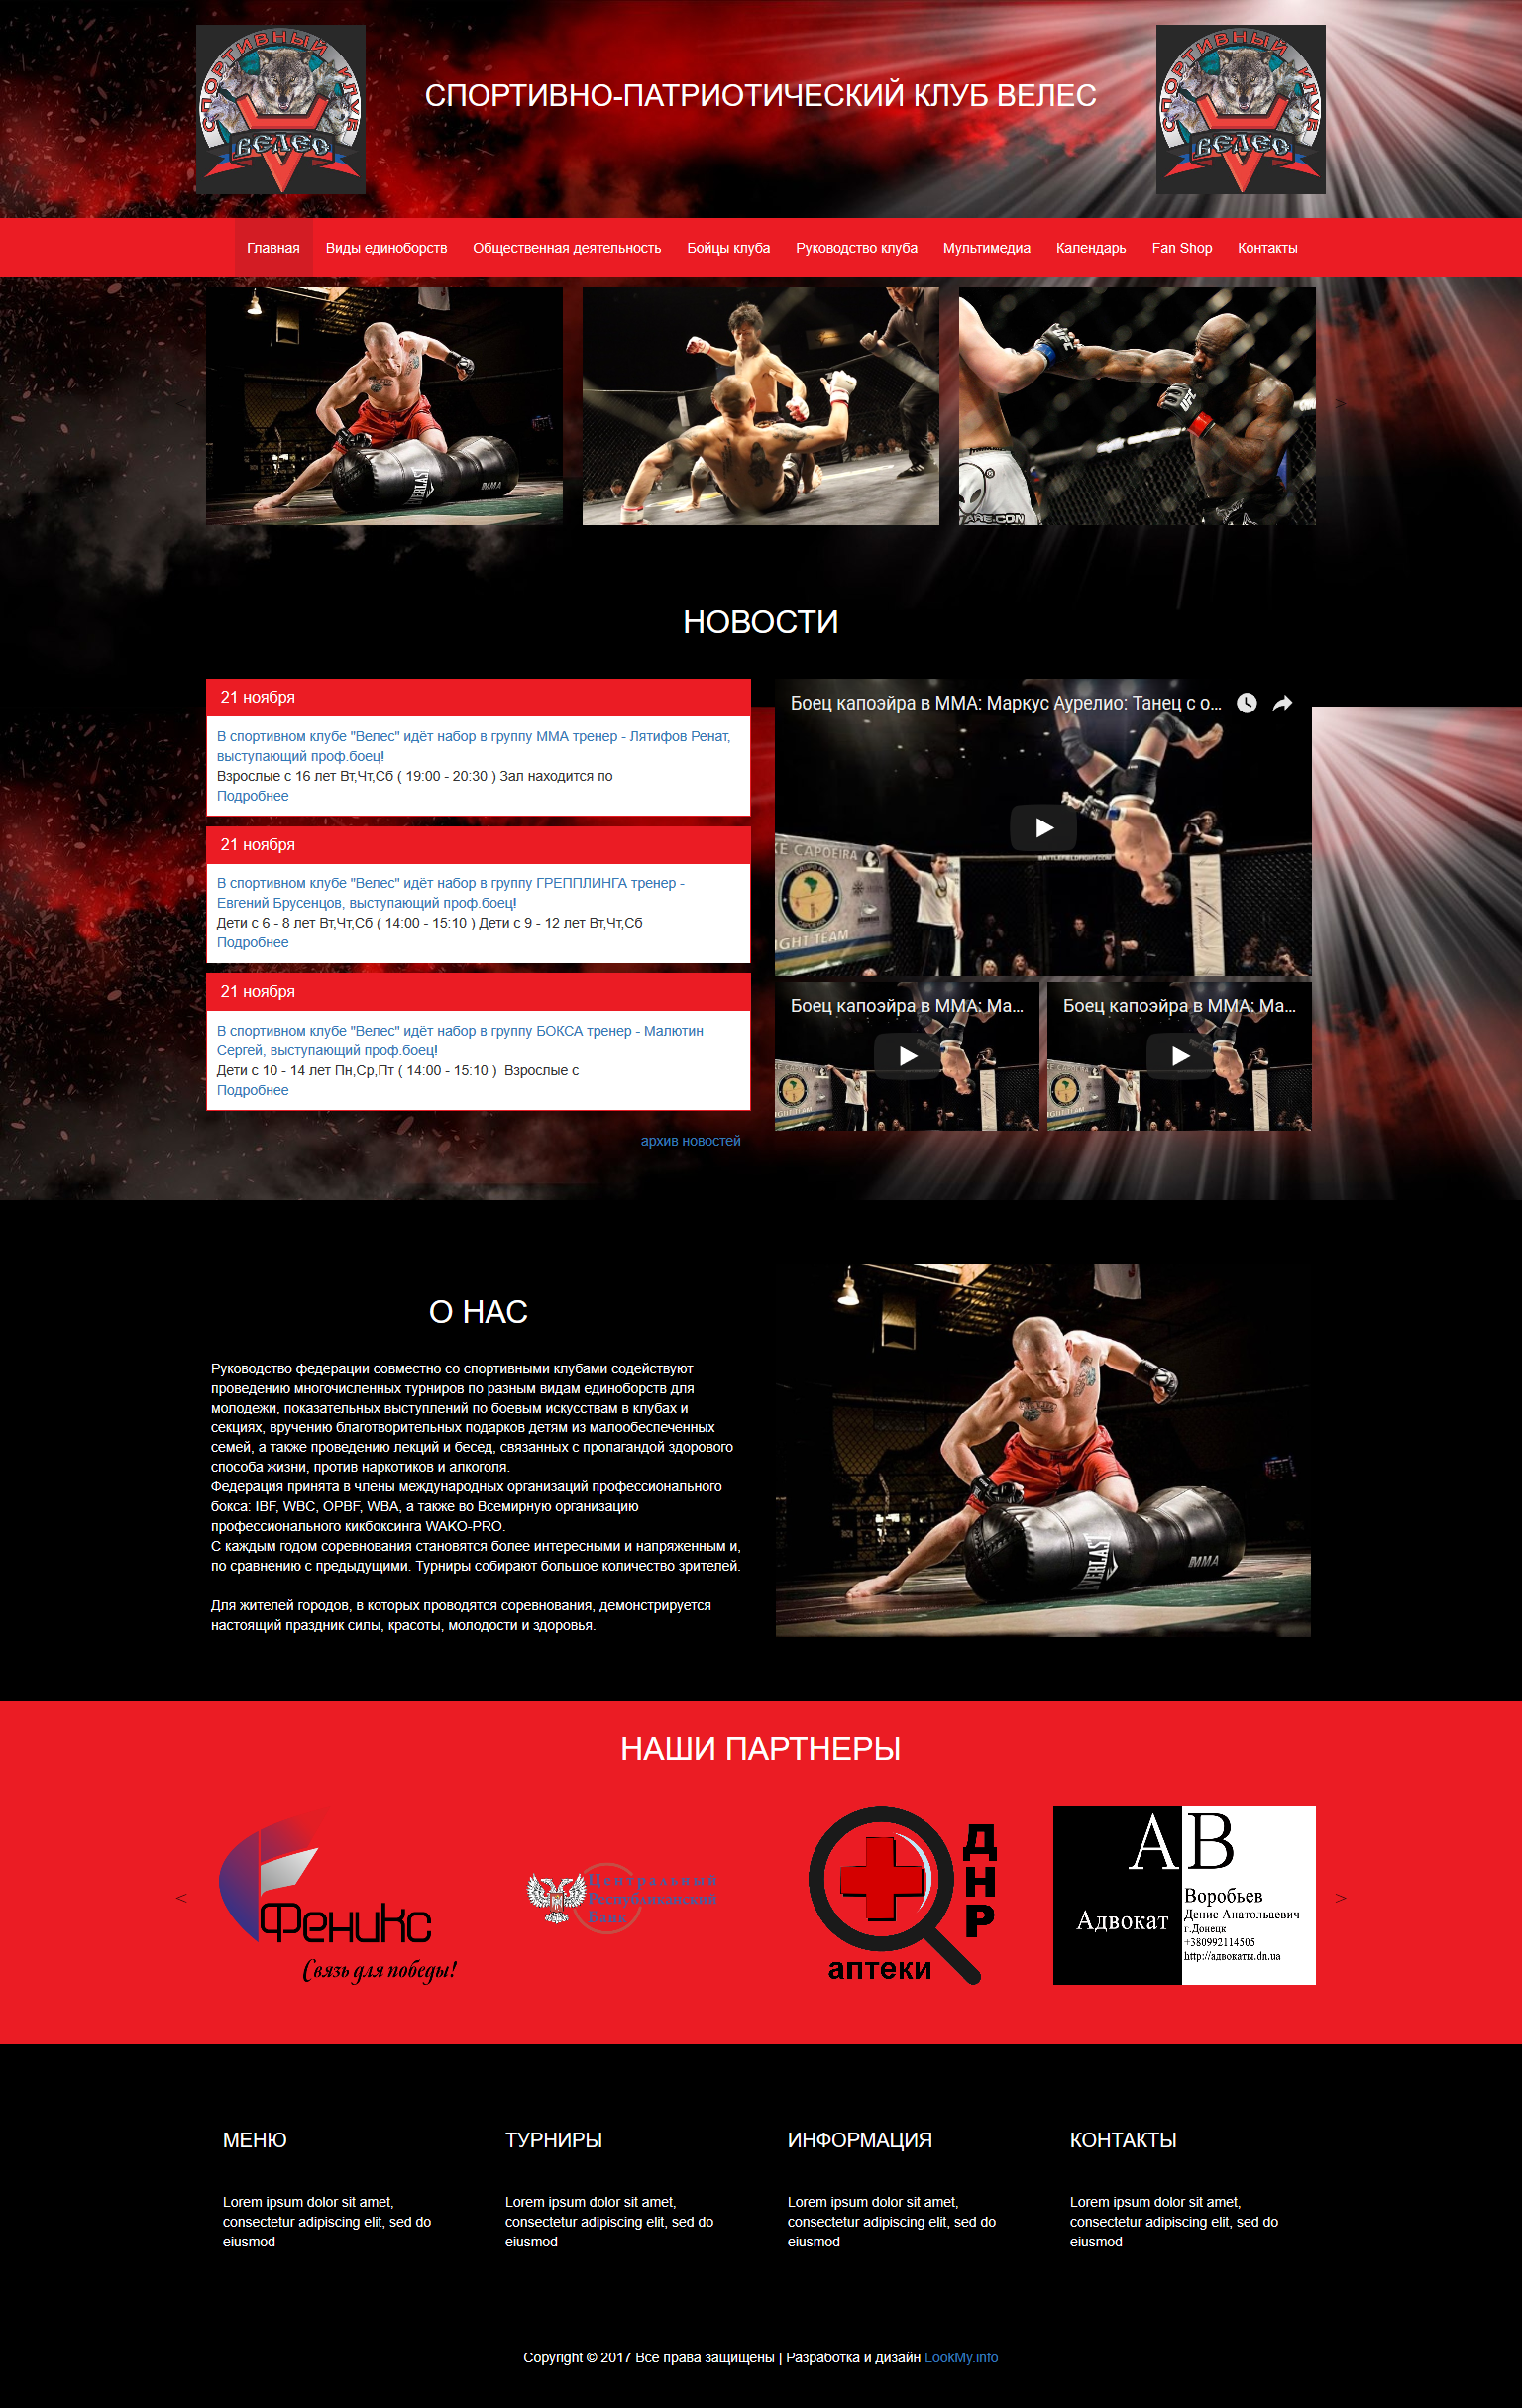 СПОРТИВНЫЙ КЛУБ
ВЕЛЕС
СПОРТИВНО-ПАТРИОТИЧЕСКИЙ КЛУБ ВЕЛЕС
СПОРТИВНЫЙ КЛУБ
ВЕЛЕС
Главная Виды единоборств Общественная деятельность Бойцы клуба Руководство клуба Мультимедиа Календарь Fan Shop Контакты
EVERLAST
MMA
UFC
UFC
>
НОВОСТИ
21 ноября
В спортивном клубе "Велес" идёт набор в группу ММА тренер - Лятифов Ренат,
выступающий проф.боец!
Взрослые с 16 лет Вт,Чт,Сб ( 19:00 - 20:30 ) Зал находится по
Подробнее
21 ноября
В спортивном клубе "Велес" идёт набор в группу ГРЕППЛИНГА тренер -
Евгений Брусенцов, выступающий проф.боец!
Дети с 6 - 8 лет Вт,Чт,Сб ( 14:00 - 15:10 ) Дети с 9 - 12 лет Вт,Чт,Сб
Подробнее
21 ноября
В спортивном клубе "Велес" идёт набор в группу БОКСА тренер - Малютин
Сергей, выступающий проф.боец!
Дети с 10 - 14 лет Пн,Ср,Пт ( 14:00 - 15:10 )  Взрослые с
Подробнее
архив новостей
Боец капоэйра в ММА: Маркус Аурелио: Танец с о...
Боец капоэйра в ММА: Ма...
Боец капоэйра в ММА: Ма...
О НАС
Руководство федерации совместно со спортивными клубами содействуют
проведению многочисленных турниров по разным видам единоборств для
молодежи, показательных выступлений по боевым искусствам в клубах и
секциях, вручению благотворительных подарков детям из малообеспеченных
семей, а также проведению лекций и бесед, связанных с пропагандой здорового
способа жизни, против наркотиков и алкоголя.
Федерация принята в члены международных организаций профессионального
бокса: IBF, WBC, OPBF, WBA, а также во Всемирную организацию
профессионального кикбоксинга WAKO-PRO.
С каждым годом соревнования становятся более интересными и напряженным и,
по сравнению с предыдущими. Турниры собирают большое количество зрителей.
Для жителей городов, в которых проводятся соревнования, демонстрируется
настоящий праздник силы, красоты, молодости и здоровья.
EVERLAST
MMA
НАШИ ПАРТНЕРЫ
<
Феникс
Связь для победы!
Центральный
Республиканский
Банк
ДНР
аптеки
АВ
Адвокат
Воробьев
Денис Анатольевич
г.Донецк
+380992114505
http://адвокаты.dn.ua
>
МЕНЮ
Lorem ipsum dolor sit amet,
consectetur adipiscing elit, sed do
eiusmod
ТУРНИРЫ
Lorem ipsum dolor sit amet,
consectetur adipiscing elit, sed do
eiusmod
ИНФОРМАЦИЯ
Lorem ipsum dolor sit amet,
consectetur adipiscing elit, sed do
eiusmod
КОНТАКТЫ
Lorem ipsum dolor sit amet,
consectetur adipiscing elit, sed do
eiusmod
Copyright © 2017 Все права защищены | Разработка и дизайн LookMy.info